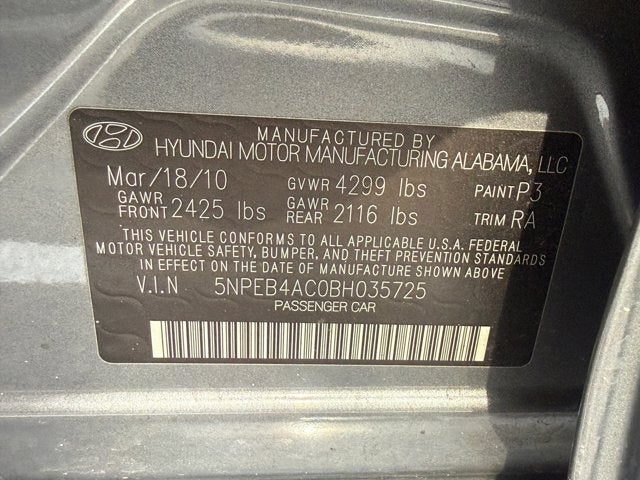 MANUFACTURED BY
HYUNDAI MOTOR MANUFACTURING ALABAMA, LLC
Mar/18/10 GVWR 4299 lbs PAINT P3
GAWR FRONT 2425 lbs GAWR REAR 2116 lbs TRIM RA
THIS VEHICLE CONFORMS TO ALL APPLICABLE U.S.A. FEDERAL
MOTOR VEHICLE SAFETY, BUMPER, AND THEFT PREVENTION STANDARDS
IN EFFECT ON THE DATE OF MANUFACTURE SHOWN ABOVE
V.I.N 5NPEB4AC0BH035725
PASSENGER CAR